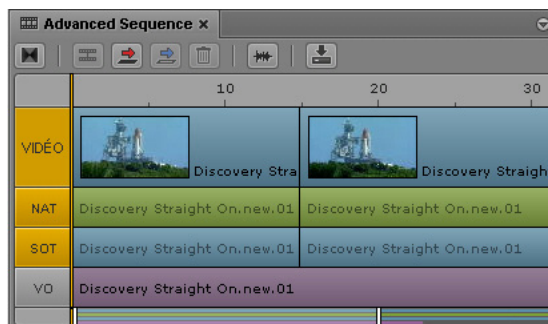 Advanced Sequence ×
10 20 30
VIDÉO Discovery Stra Discovery Straigh
NAT Discovery Straight On.new.01 Discovery Straight On.new.01
SOT Discovery Straight On.new.01 Discovery Straight On.new.01
VO Discovery Straight On.new.01